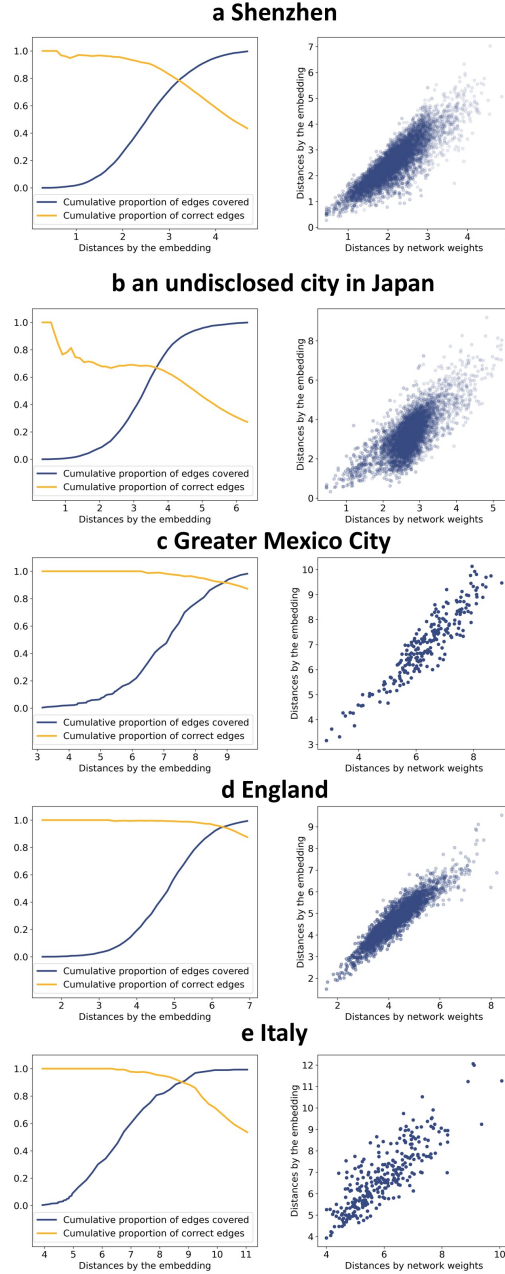 a Shenzhen
1.0
0.8
0.6
0.4
0.2
0.0
Cumulative proportion of edges covered
Cumulative proportion of correct edges
1 2 3 4
Distances by the embedding
7
6
5
4
3
2
1
0
Distances by the embedding
1 2 3 4
Distances by network weights
b an undisclosed city in Japan
1.0
0.8
0.6
0.4
0.2
0.0
Cumulative proportion of edges covered
Cumulative proportion of correct edges
1 2 3 4 5 6
Distances by the embedding
8
6
4
2
0
Distances by the embedding
1 2 3 4 5
Distances by network weights
c Greater Mexico City
1.0
0.8
0.6
0.4
0.2
0.0
Cumulative proportion of edges covered
Cumulative proportion of correct edges
3 4 5 6 7 8 9
Distances by the embedding
10
9
8
7
6
5
4
3
Distances by the embedding
4 6 8
Distances by network weights
d England
1.0
0.8
0.6
0.4
0.2
0.0
Cumulative proportion of edges covered
Cumulative proportion of correct edges
2 3 4 5 6 7
Distances by the embedding
9
8
7
6
5
4
3
2
Distances by the embedding
2 4 6 8
Distances by network weights
e Italy
1.0
0.8
0.6
0.4
0.2
0.0
Cumulative proportion of edges covered
Cumulative proportion of correct edges
4 5 6 7 8 9 10 11
Distances by the embedding
12
11
10
9
8
7
6
5
4
Distances by the embedding
4 6 8 10
Distances by network weights